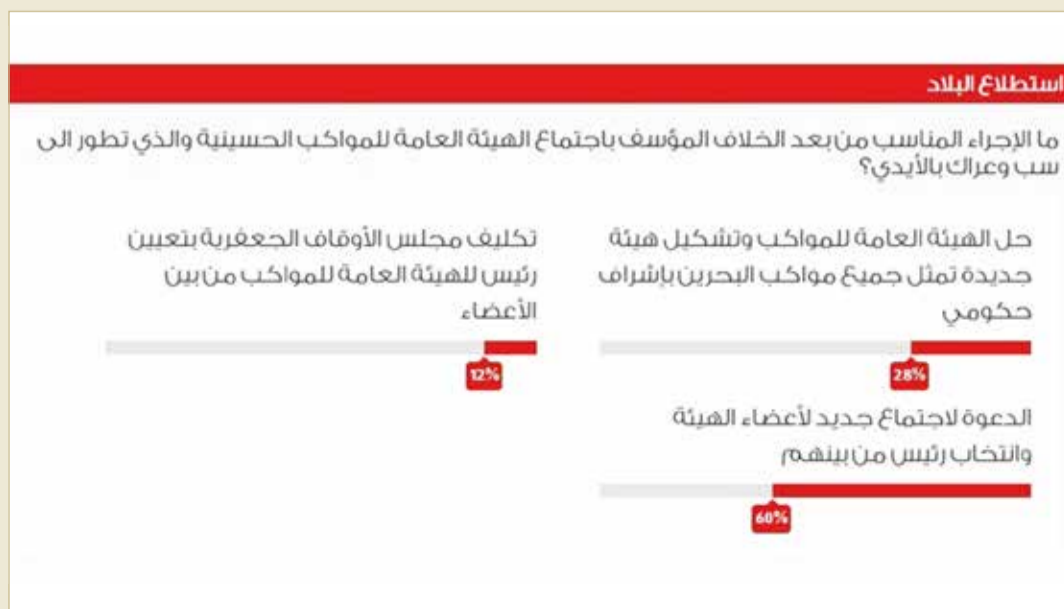 استطلاع البلاد
ما الإجراء المناسب من بعد الخلاف المؤسف باجتماع الهيئة العامة للمواكب الحسينية والذي تطور الى
سب وعراك بالأيدي؟
حل الهيئة العامة للمواكب وتشكيل هيئة
جديدة تمثل جميع مواكب البحرين بإشراف
حكومي
28%
تكليف مجلس الأوقاف الجعفرية بتعيين
رئيس للهيئة العامة للمواكب من بين
الأعضاء
12%
الدعوة لاجتماع جديد لأعضاء الهيئة
وانتخاب رئيس من بينهم
60%